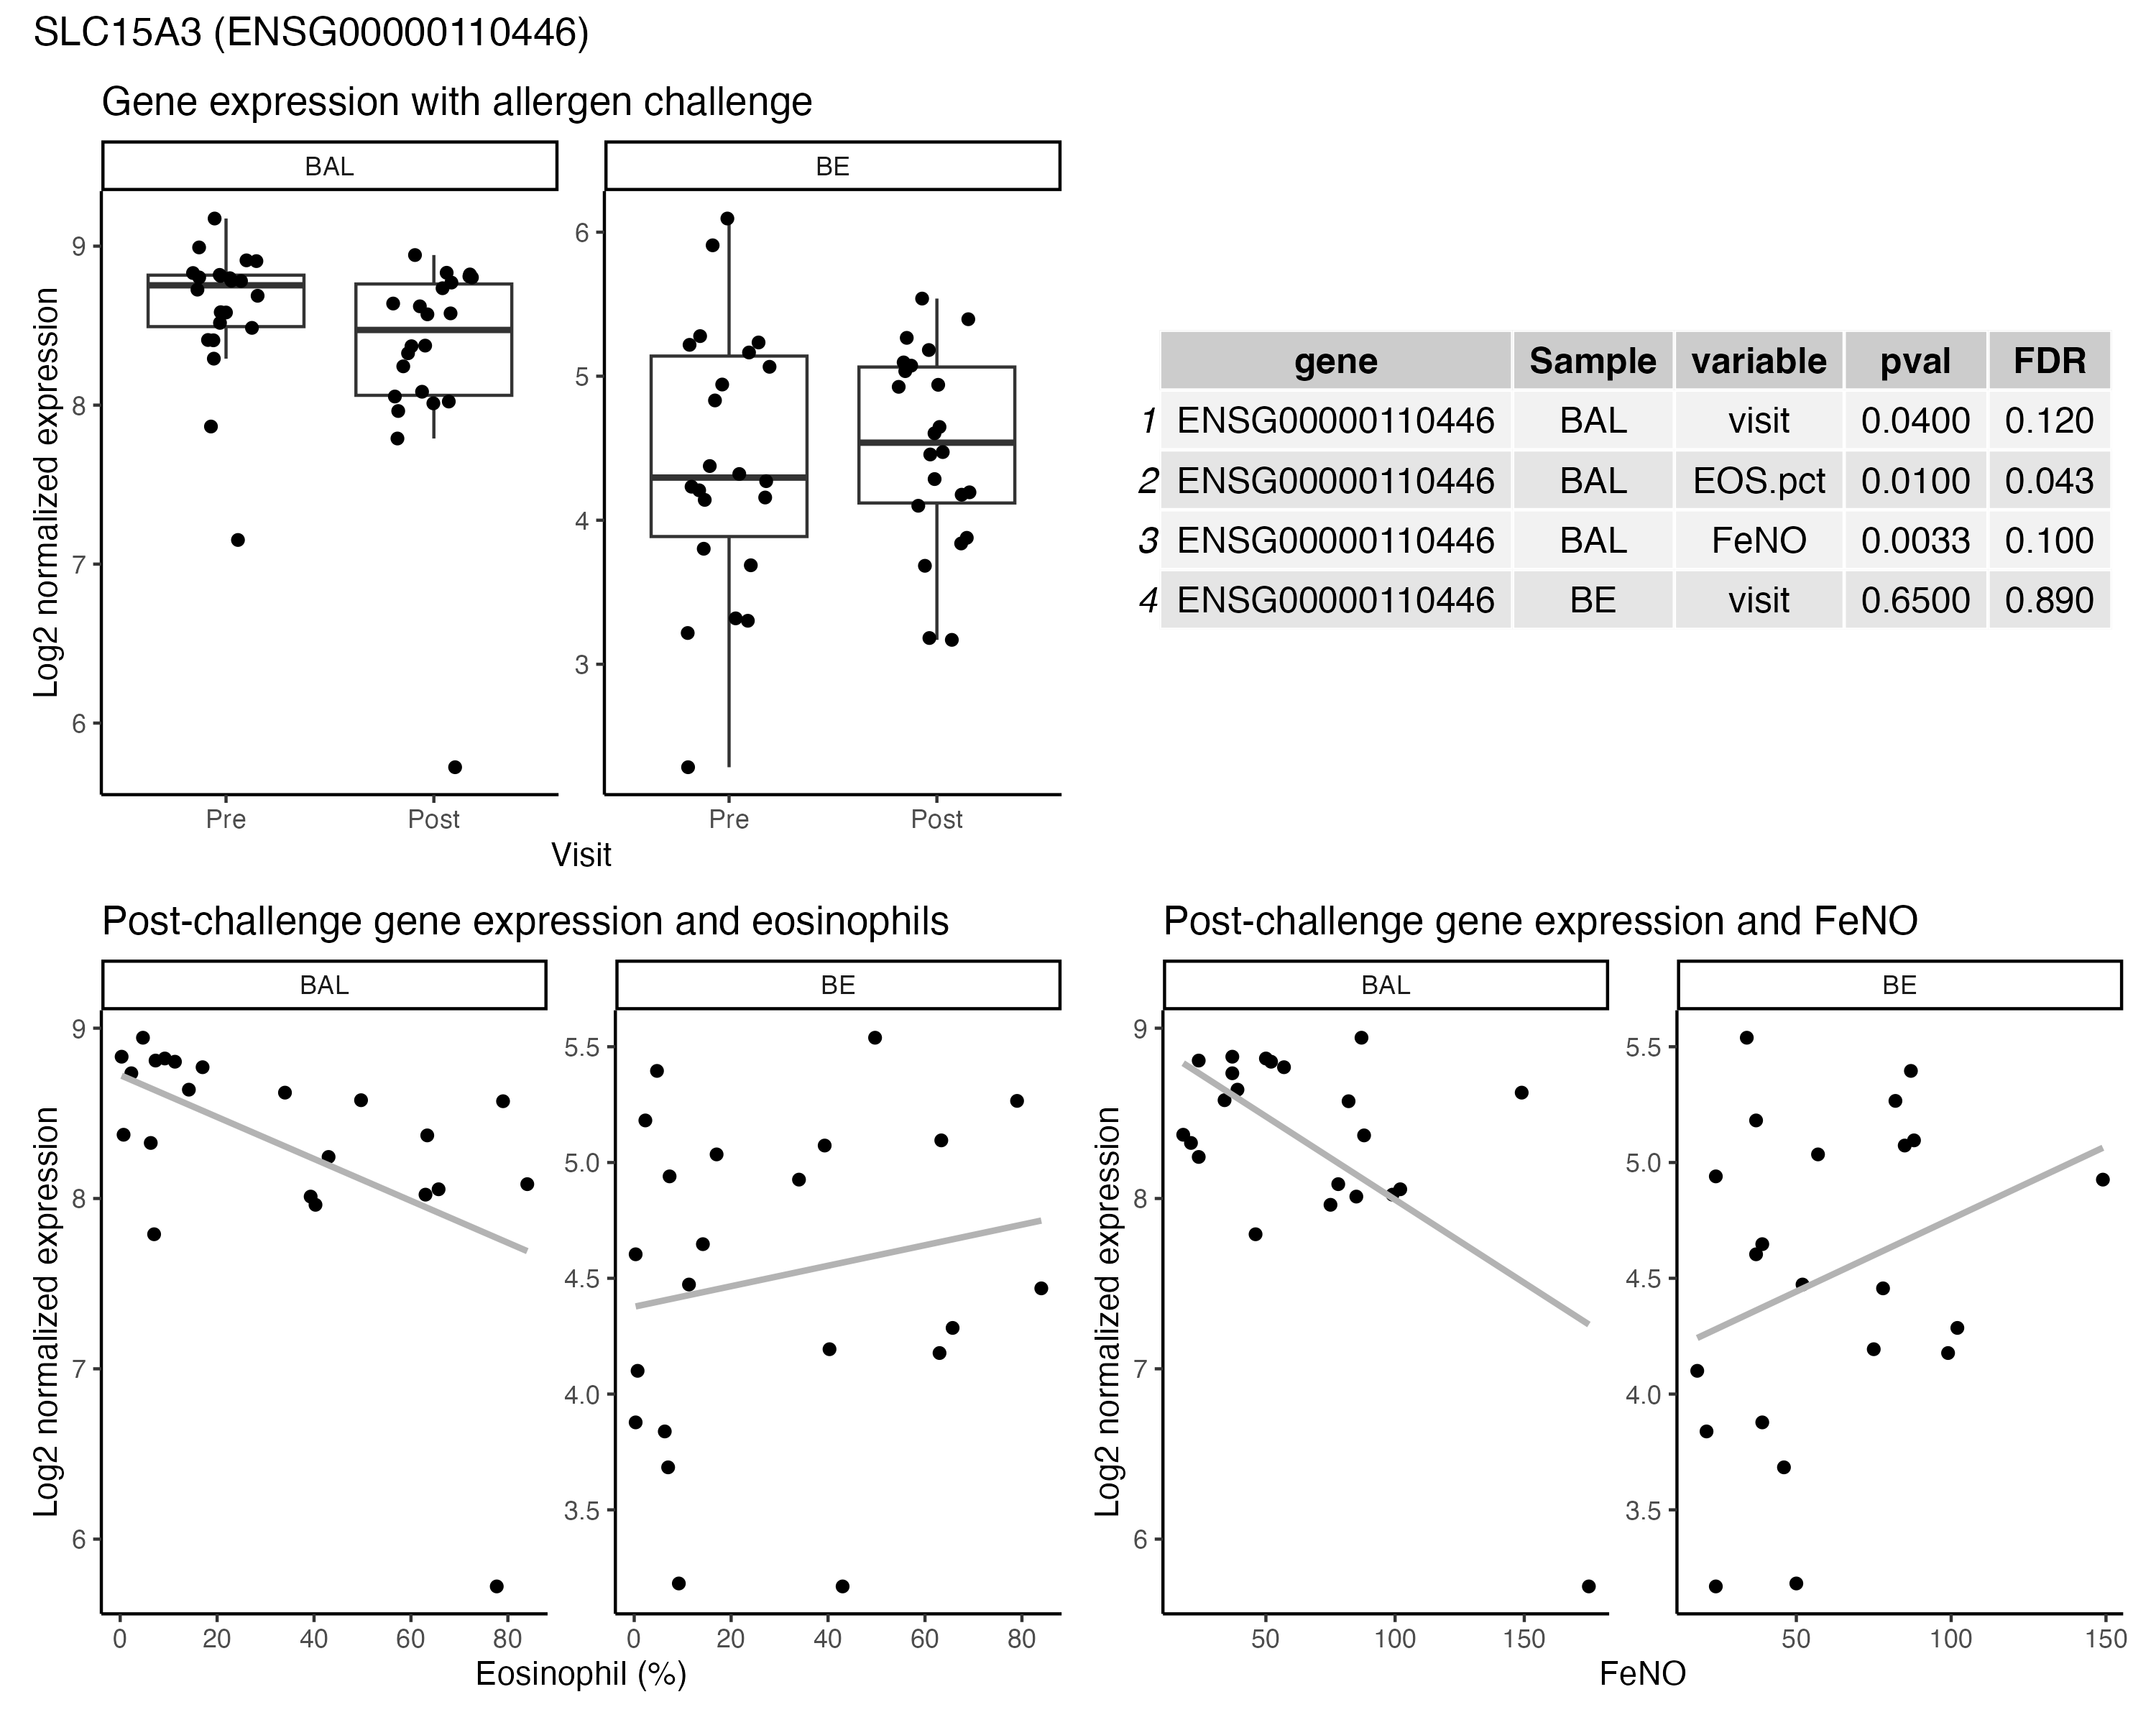 SLC15A3 (ENSG00000110446)
Gene expression with allergen challenge
BAL
BE
Log2 normalized expression
9
8
7
6
6
5
4
3
Pre
Post
Pre
Post
Visit
gene Sample variable pval FDR
1 ENSG00000110446 BAL visit 0.0400 0.120
2 ENSG00000110446 BAL EOS.pct 0.0100 0.043
3 ENSG00000110446 BAL FeNO 0.0033 0.100
4 ENSG00000110446 BE visit 0.6500 0.890
Post-challenge gene expression and eosinophils
BAL
BE
Log2 normalized expression
9
8
7
6
5.5
5.0
4.5
4.0
3.5
0 20 40 60 80
0 20 40 60 80
Eosinophil (%)
Post-challenge gene expression and FeNO
BAL
BE
Log2 normalized expression
9
8
7
6
5.5
5.0
4.5
4.0
3.5
50 100 150
50 100 150
FeNO